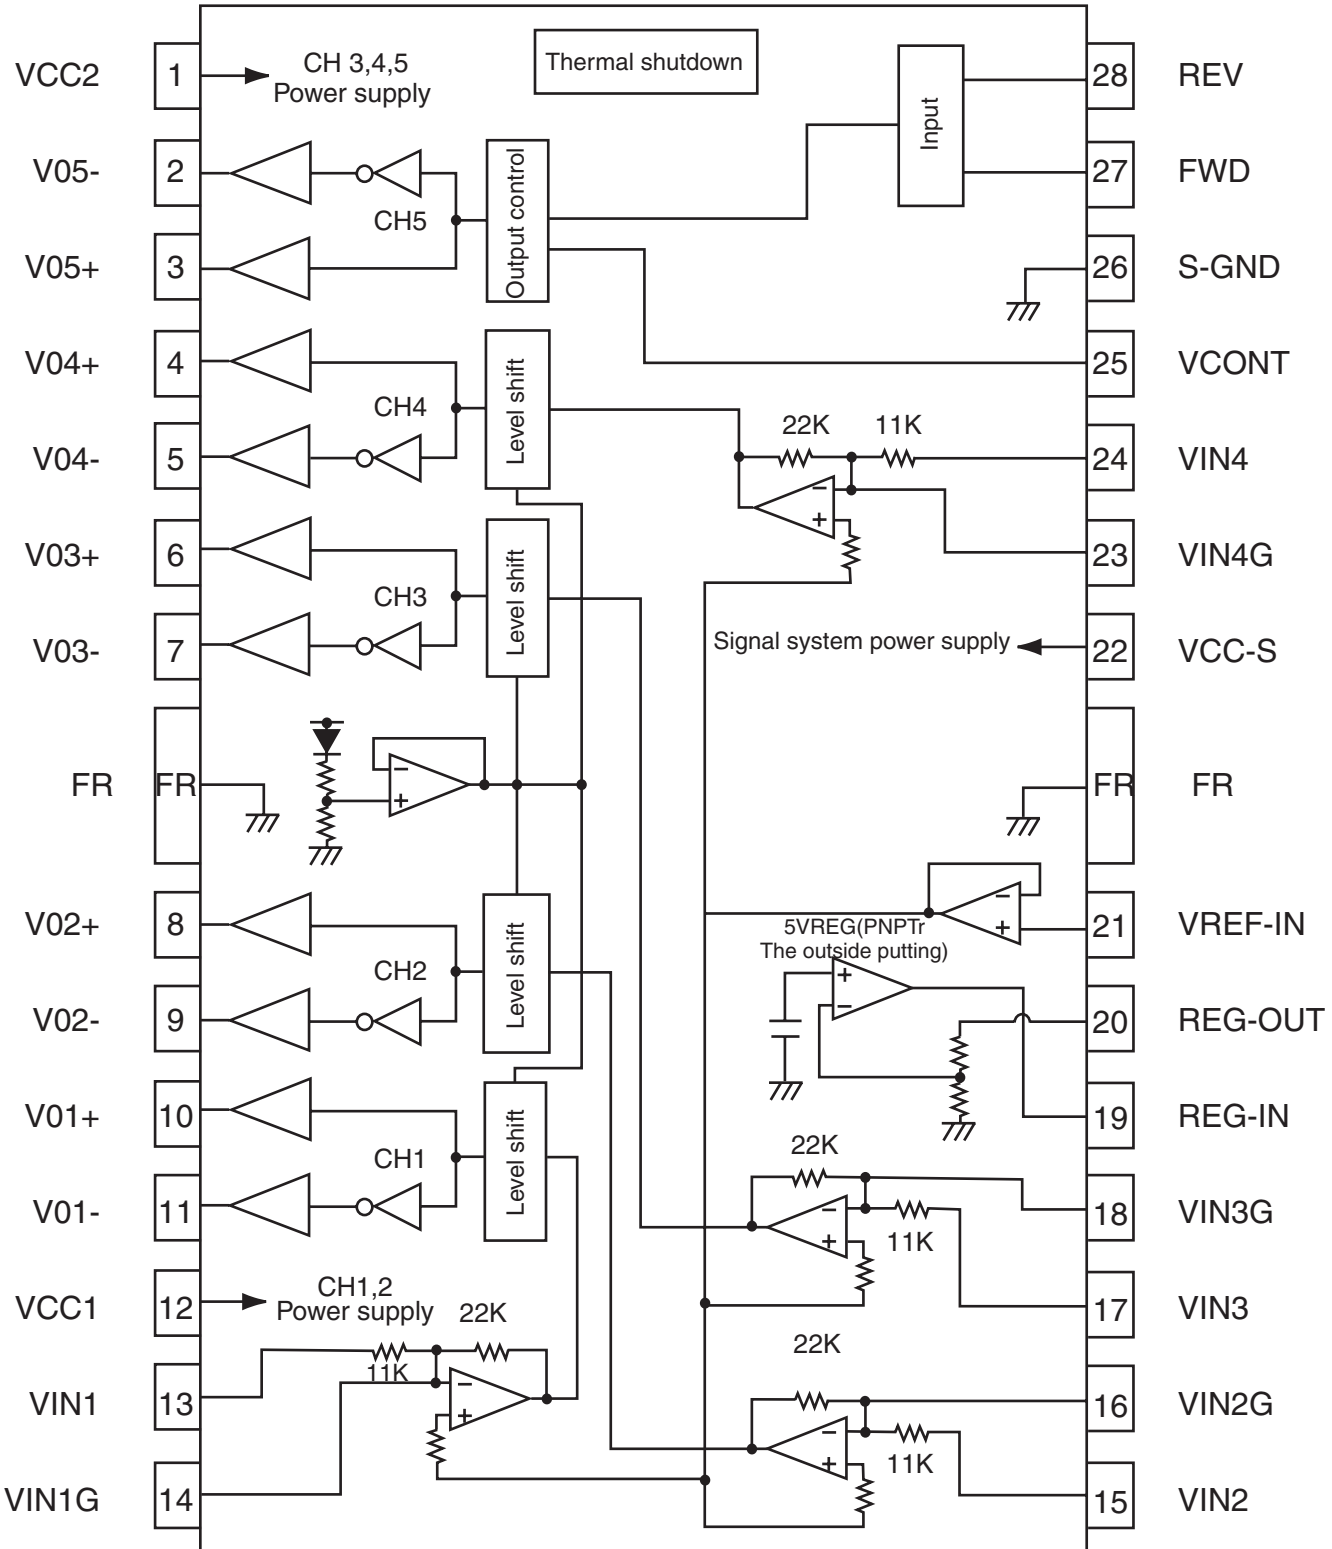 VCC2 1 CH 3,4,5
Power supply
Thermal shutdown
Input
28 REV
V05- 2
CH5
Output control
27 FWD
V05+ 3
26 S-GND
V04+ 4
CH4
Level shift
25 VCONT
22K 11K
V04- 5
−
+
24 VIN4
V03+ 6
CH3
Level shift
23 VIN4G
V03- 7
Signal system power supply
22 VCC-S
FR FR
−
+
FR FR
V02+ 8
CH2
Level shift
−
+
21 VREF-IN
5VREG(PNPTr
The outside putting)
V02- 9
+
−
20 REG-OUT
V01+ 10
CH1
Level shift
19 REG-IN
22K
V01- 11
−
+
11K
18 VIN3G
VCC1 12 CH1,2
Power supply
22K
17 VIN3
22K
11K
VIN1 13
−
+
16 VIN2G
−
+
11K
VIN1G 14
15 VIN2